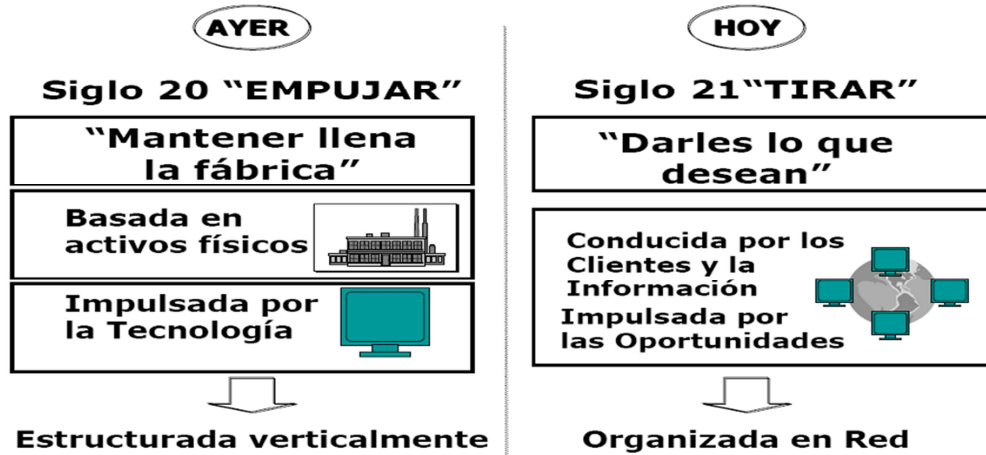 AYER
Siglo 20 “EMPUJAR”
“Mantener llena
la fábrica”
Basada en
activos físicos
Impulsada por
la Tecnología
Estructurada verticalmente
HOY
Siglo 21“TIRAR”
“Darles lo que
desean”
Conducida por los
Clientes y la
Información
Impulsada por
las Oportunidades
Organizada en Red